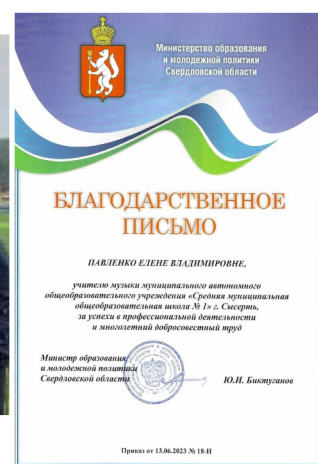 Министерство образования
и молодежной политики
Свердловской области
БЛАГОДАРСТВЕННОЕ
ПИСЬМО
ПАВЛЕНКО ЕЛЕНЕ ВЛАДИМИРОВНЕ,
учителю музыки муниципального автономного
общеобразовательного учреждения «Средняя муниципальная
общеобразовательная школа № 1» г. Сысерть,
за успехи в профессиональной деятельности
и многолетний добросовестный труд
Министр образования
и молодежной политики
Свердловской области
Ю.И. Биктуганов
Приказ от 13.06.2023 № 18-Н